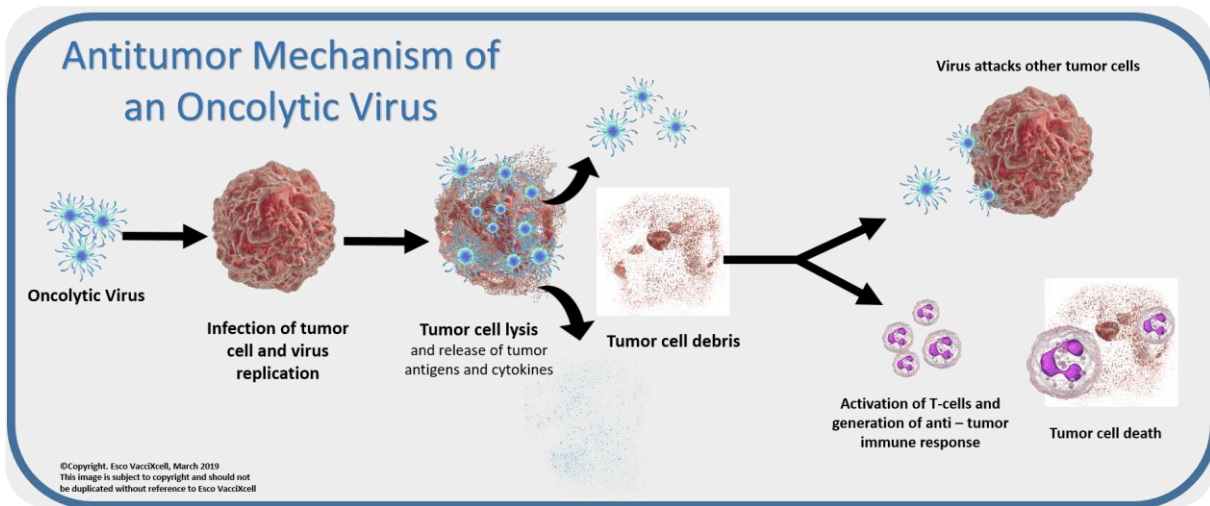 Antitumor Mechanism of
an Oncolytic Virus
Oncolytic Virus
Infection of tumor
cell and virus
replication
Tumor cell lysis
and release of tumor
antigens and cytokines
Tumor cell debris
Virus attacks other tumor cells
Activation of T-cells and
generation of anti – tumor
immune response
Tumor cell death
©Copyright. Esco VacciXcell, March 2019
This image is subject to copyright and should not
be duplicated without reference to Esco VacciXcell